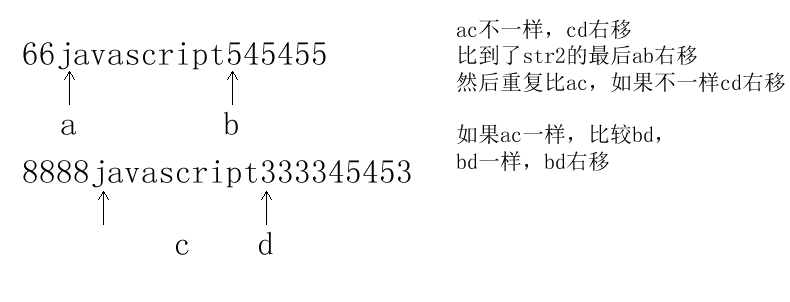 66javascript545455
a b
8888javascript333345453
c d
ac不一样，cd右移
比到了str2的最后ab右移
然后重复比ac，如果不一样cd右移
如果ac一样，比较bd，
bd一样，bd右移